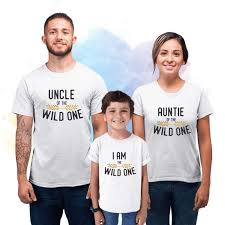 UNCLE
OF THE
WILD ONE
AUNTIE
OF THE
WILD ONE
I AM
THE
WILD ONE